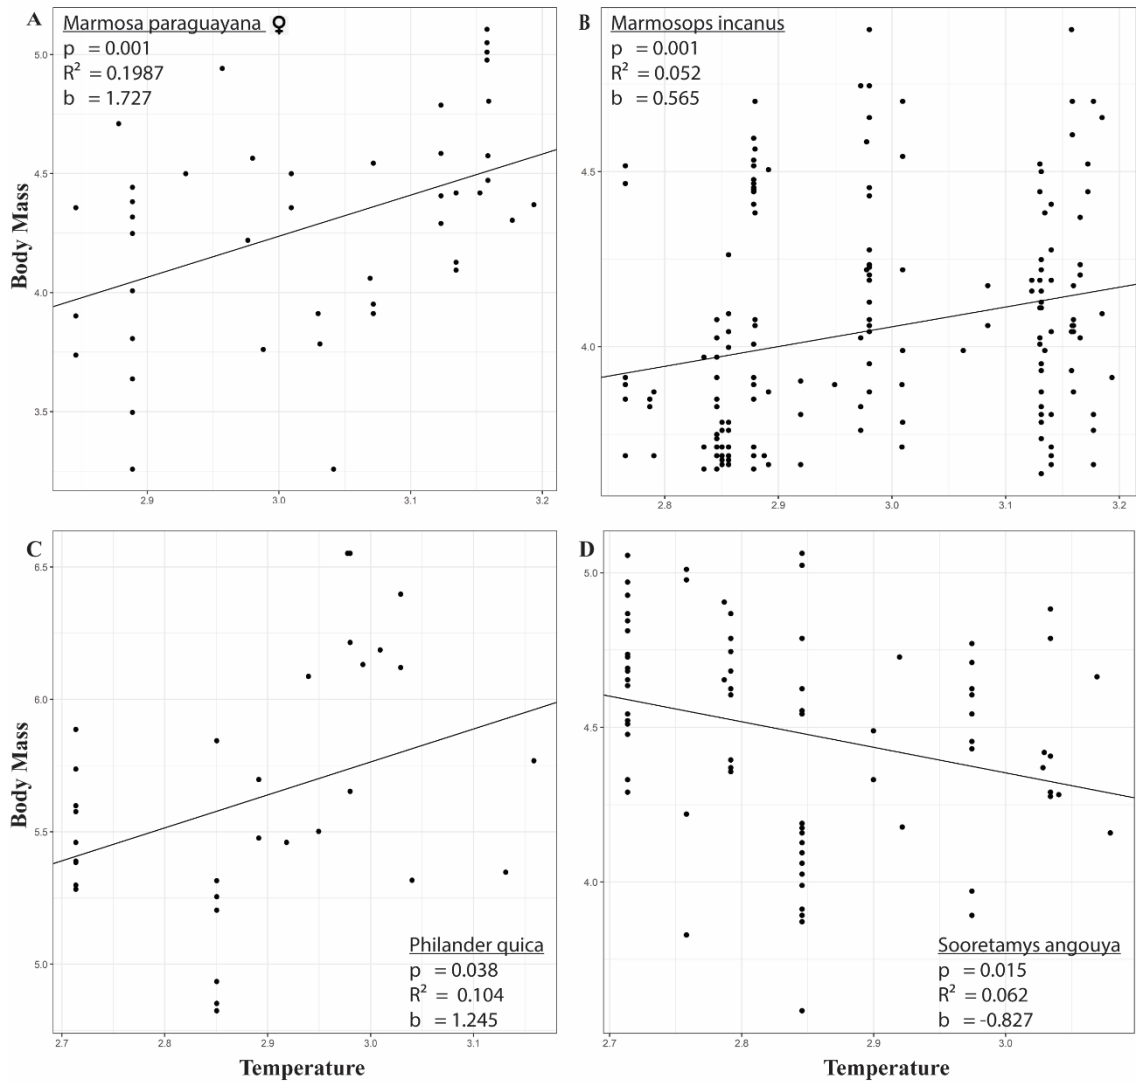 A
Marmosa paraguayana ♀
p = 0.001
R² = 0.1987
b = 1.727
5.0
4.5
4.0
3.5
2.9
3.0
3.1
3.2
Body Mass
B
Marmosops incanus
p = 0.001
R² = 0.052
b = 0.565
4.5
4.0
2.8
2.9
3.0
3.1
3.2
C
6.5
6.0
5.5
5.0
Body Mass
Philander quica
p = 0.038
R² = 0.104
b = 1.245
2.7
2.8
2.9
3.0
3.1
Temperature
D
5.0
4.5
4.0
Sooretamys angouya
p = 0.015
R² = 0.062
b = -0.827
2.7
2.8
2.9
3.0
Temperature